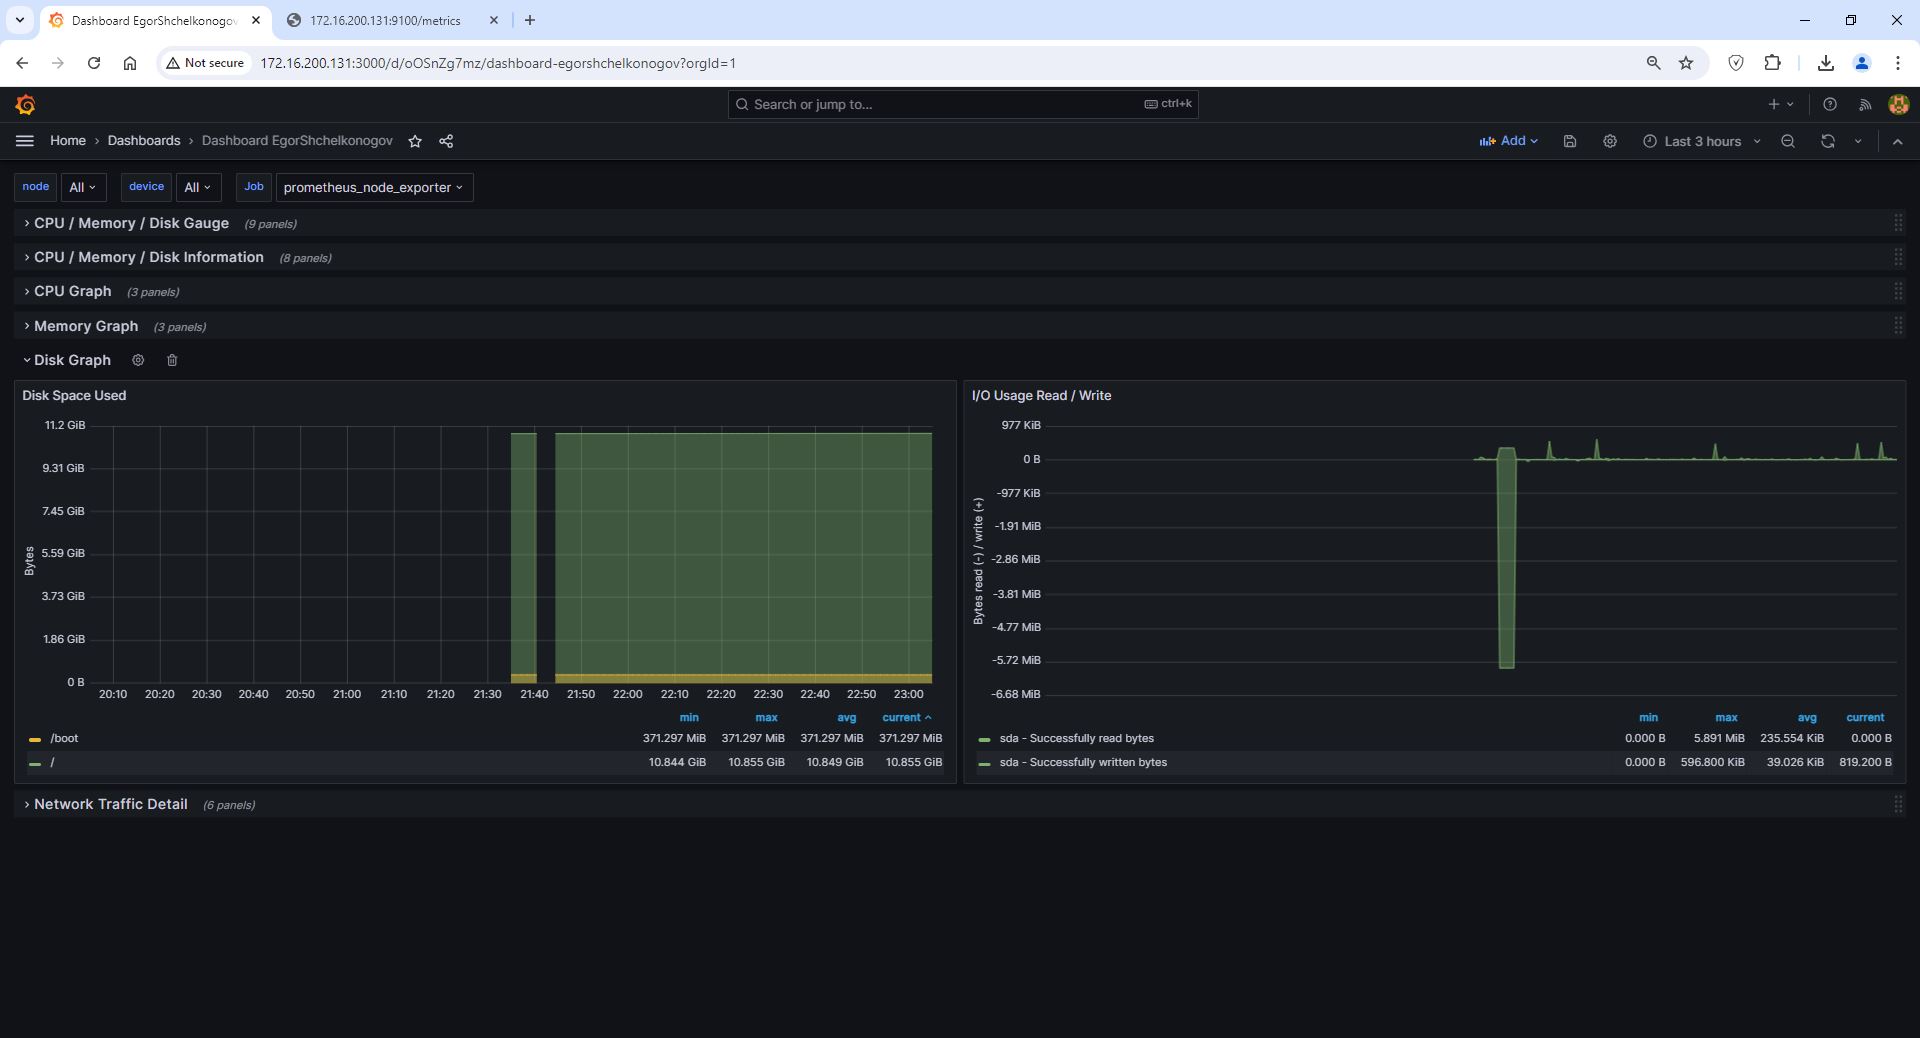 Dashboard EgorShchelkonogov
172.16.200.131:9100/metrics
Not secure
172.16.200.131:3000/d/oOSnZg7mz/dashboard-egorshchelkonogov?orgId=1
Search or jump to...
ctrl+k
Home › Dashboards › Dashboard EgorShchelkonogov
Add
Last 3 hours
node All device All Job prometheus_node_exporter
CPU / Memory / Disk Gauge (9 panels)
CPU / Memory / Disk Information (8 panels)
CPU Graph (3 panels)
Memory Graph (3 panels)
Disk Graph
Disk Space Used
11.2 GiB
9.31 GiB
7.45 GiB
5.59 GiB
3.73 GiB
1.86 GiB
0 B
Bytes
20:10 20:20 20:30 20:40 20:50 21:00 21:10 21:20 21:30 21:40 21:50 22:00 22:10 22:20 22:30 22:40 22:50 23:00
min max avg current
/boot 371.297 MiB 371.297 MiB 371.297 MiB 371.297 MiB
/ 10.844 GiB 10.855 GiB 10.849 GiB 10.855 GiB
I/O Usage Read / Write
977 KiB
0 B
-977 KiB
-1.91 MiB
-2.86 MiB
-3.81 MiB
-4.77 MiB
-5.72 MiB
-6.68 MiB
Bytes read (-) / write (+)
min max avg current
sda - Successfully read bytes 0.000 B 5.891 MiB 235.554 KiB 0.000 B
sda - Successfully written bytes 0.000 B 596.800 KiB 39.026 KiB 819.200 B
Network Traffic Detail (6 panels)